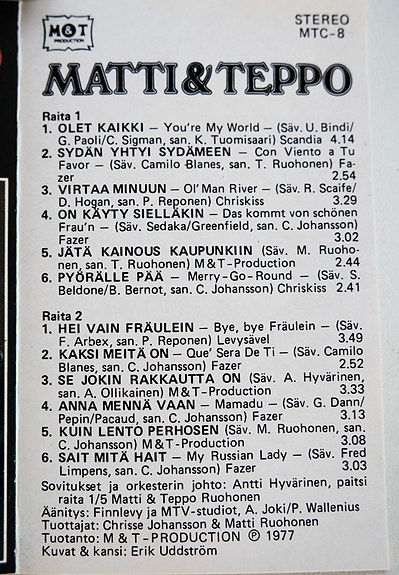 M&T
PRODUCTION
STEREO
MTC-8
MATTI & TEPPO
Raita 1
1. OLET KAIKKI – You're My World – (Säv. U. Bindi/
G. Paoli/C. Sigman, san. K. Tuomisaari) Scandia 4.14
2. SYDÄN YHTYI SYDÄMEEN – Con Viento a Tu
Favor – (Säv. Camilo Blanes, san. T. Ruohonen) Fa-
zer 2.54
3. VIRTAA MINUUN – Ol' Man River – (Säv. R. Scaife/
D. Hogan, san. P. Reponen) Chriskiss 3.29
4. ON KÄYTY SIELLÄKIN – Das kommt von schönen
Frau'n – (Säv. Sedaka/Greenfield, san. C. Johansson)
Fazer 3.02
5. JÄTÄ KAINOUS KAUPUNKIIN (Säv. M. Ruoho-
nen, san. T. Ruohonen) M&T-Production 2.44
6. PYÖRÄLLE PÄÄ – Merry-Go-Round – (Säv. S.
Beldone/B. Bernot, san. C. Johansson) Chriskiss 2.41
Raita 2
1. HEI VAIN FRÄULEIN – Bye, bye Fräulein – (Säv.
F. Arbex, san. P. Reponen) Levysävel 3.49
2. KAKSI MEITÄ ON – Que' Sera De Ti – (Säv. Camilo
Blanes, san. C. Johansson) Fazer 2.52
3. SE JOKIN RAKKAUTTA ON (Säv. A. Hyvärinen,
san. A. Ollikainen) M&T-Production 3.33
4. ANNA MENNÄ VAAN – Mamadu – (Säv. G. Dann/
Pepin/Pacaud, san. C. Johansson) Fazer 3.13
5. KUIN LENTO PERHOSEN (Säv. M. Ruohonen, san.
C. Johansson) M&T-Production 3.08
6. SAIT MITÄ HAIT – My Russian Lady – (Säv. Fred
Limpens, san. C. Johansson) Fazer 3.03
Sovitukset ja orkesterin johto: Antti Hyvärinen, paitsi
raita 1/5 Matti & Teppo Ruohonen
Äänitys: Finnlevy ja MTV-studiot, A. Joki/P. Wallenius
Tuottajat: Chrisse Johansson & Matti Ruohonen
Tuotanto: M & T-PRODUCTION ℗ 1977
Kuvat & kansi: Erik Uddström